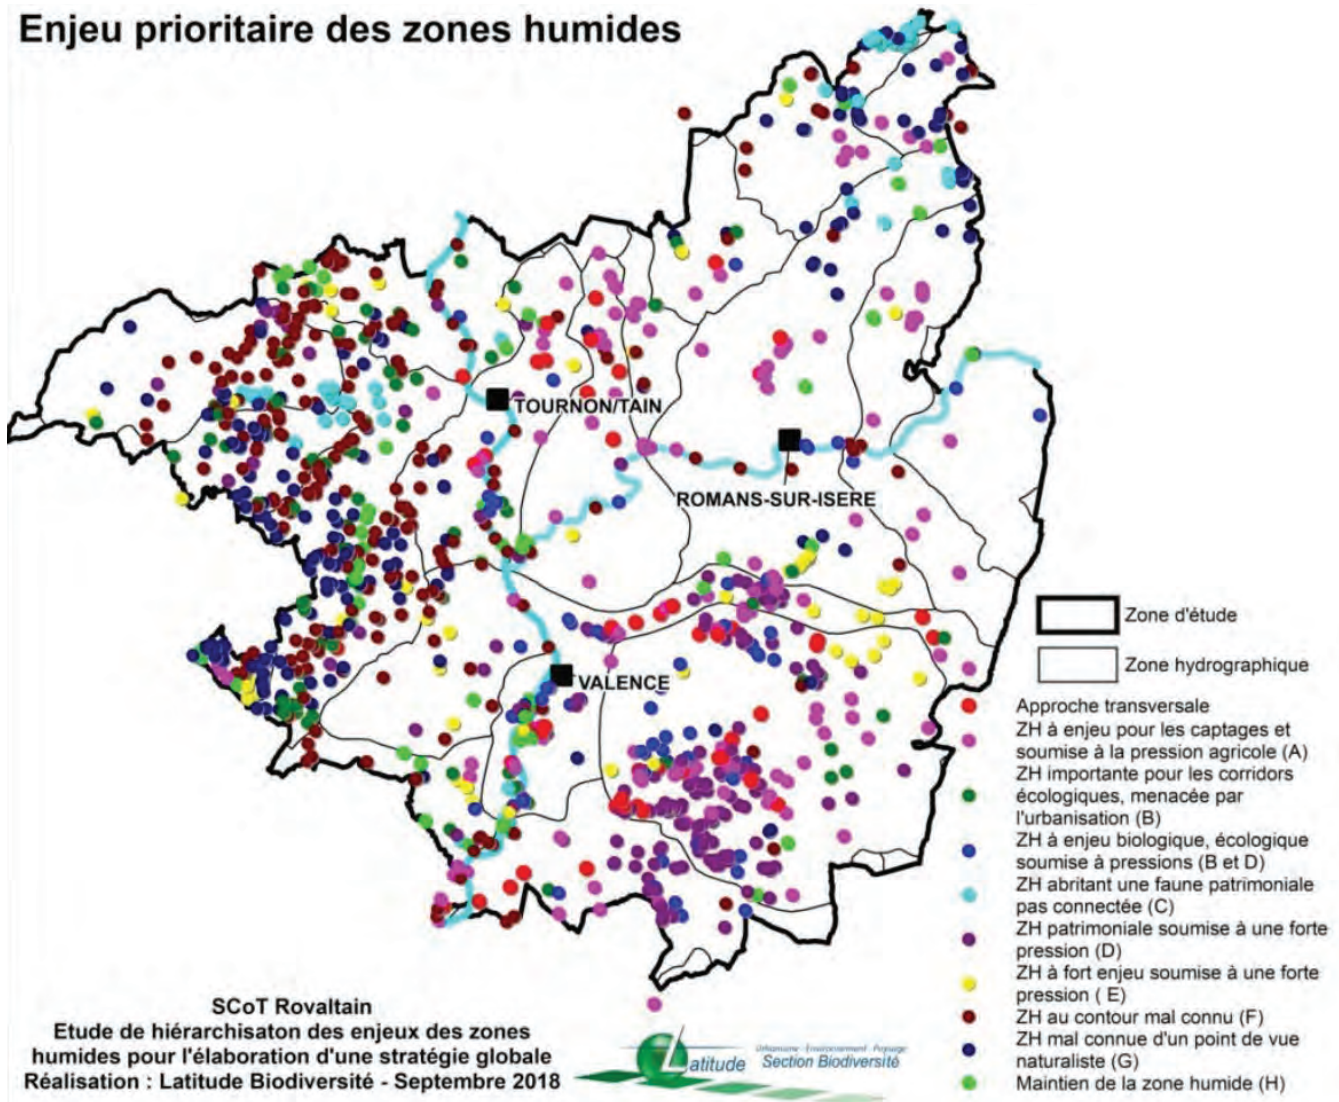 Enjeu prioritaire des zones humides
TOURNON/TAIN
ROMANS-SUR-ISERE
VALENCE
Zone d'étude
Zone hydrographique
Approche transversale
ZH à enjeu pour les captages et
soumise à la pression agricole (A)
ZH importante pour les corridors
écologiques, menacée par
l'urbanisation (B)
ZH à enjeu biologique, écologique
soumise à pressions (B et D)
ZH abritant une faune patrimoniale
pas connectée (C)
ZH patrimoniale soumise à une forte
pression (D)
ZH à fort enjeu soumise à une forte
pression ( E)
ZH au contour mal connu (F)
ZH mal connue d'un point de vue
naturaliste (G)
Maintien de la zone humide (H)
SCoT Rovaltain
Etude de hiérarchisaton des enjeux des zones
humides pour l'élaboration d'une stratégie globale
Réalisation : Latitude Biodiversité - Septembre 2018
Latitude
Urbanisme Environnement Paysage
Section Biodiversité